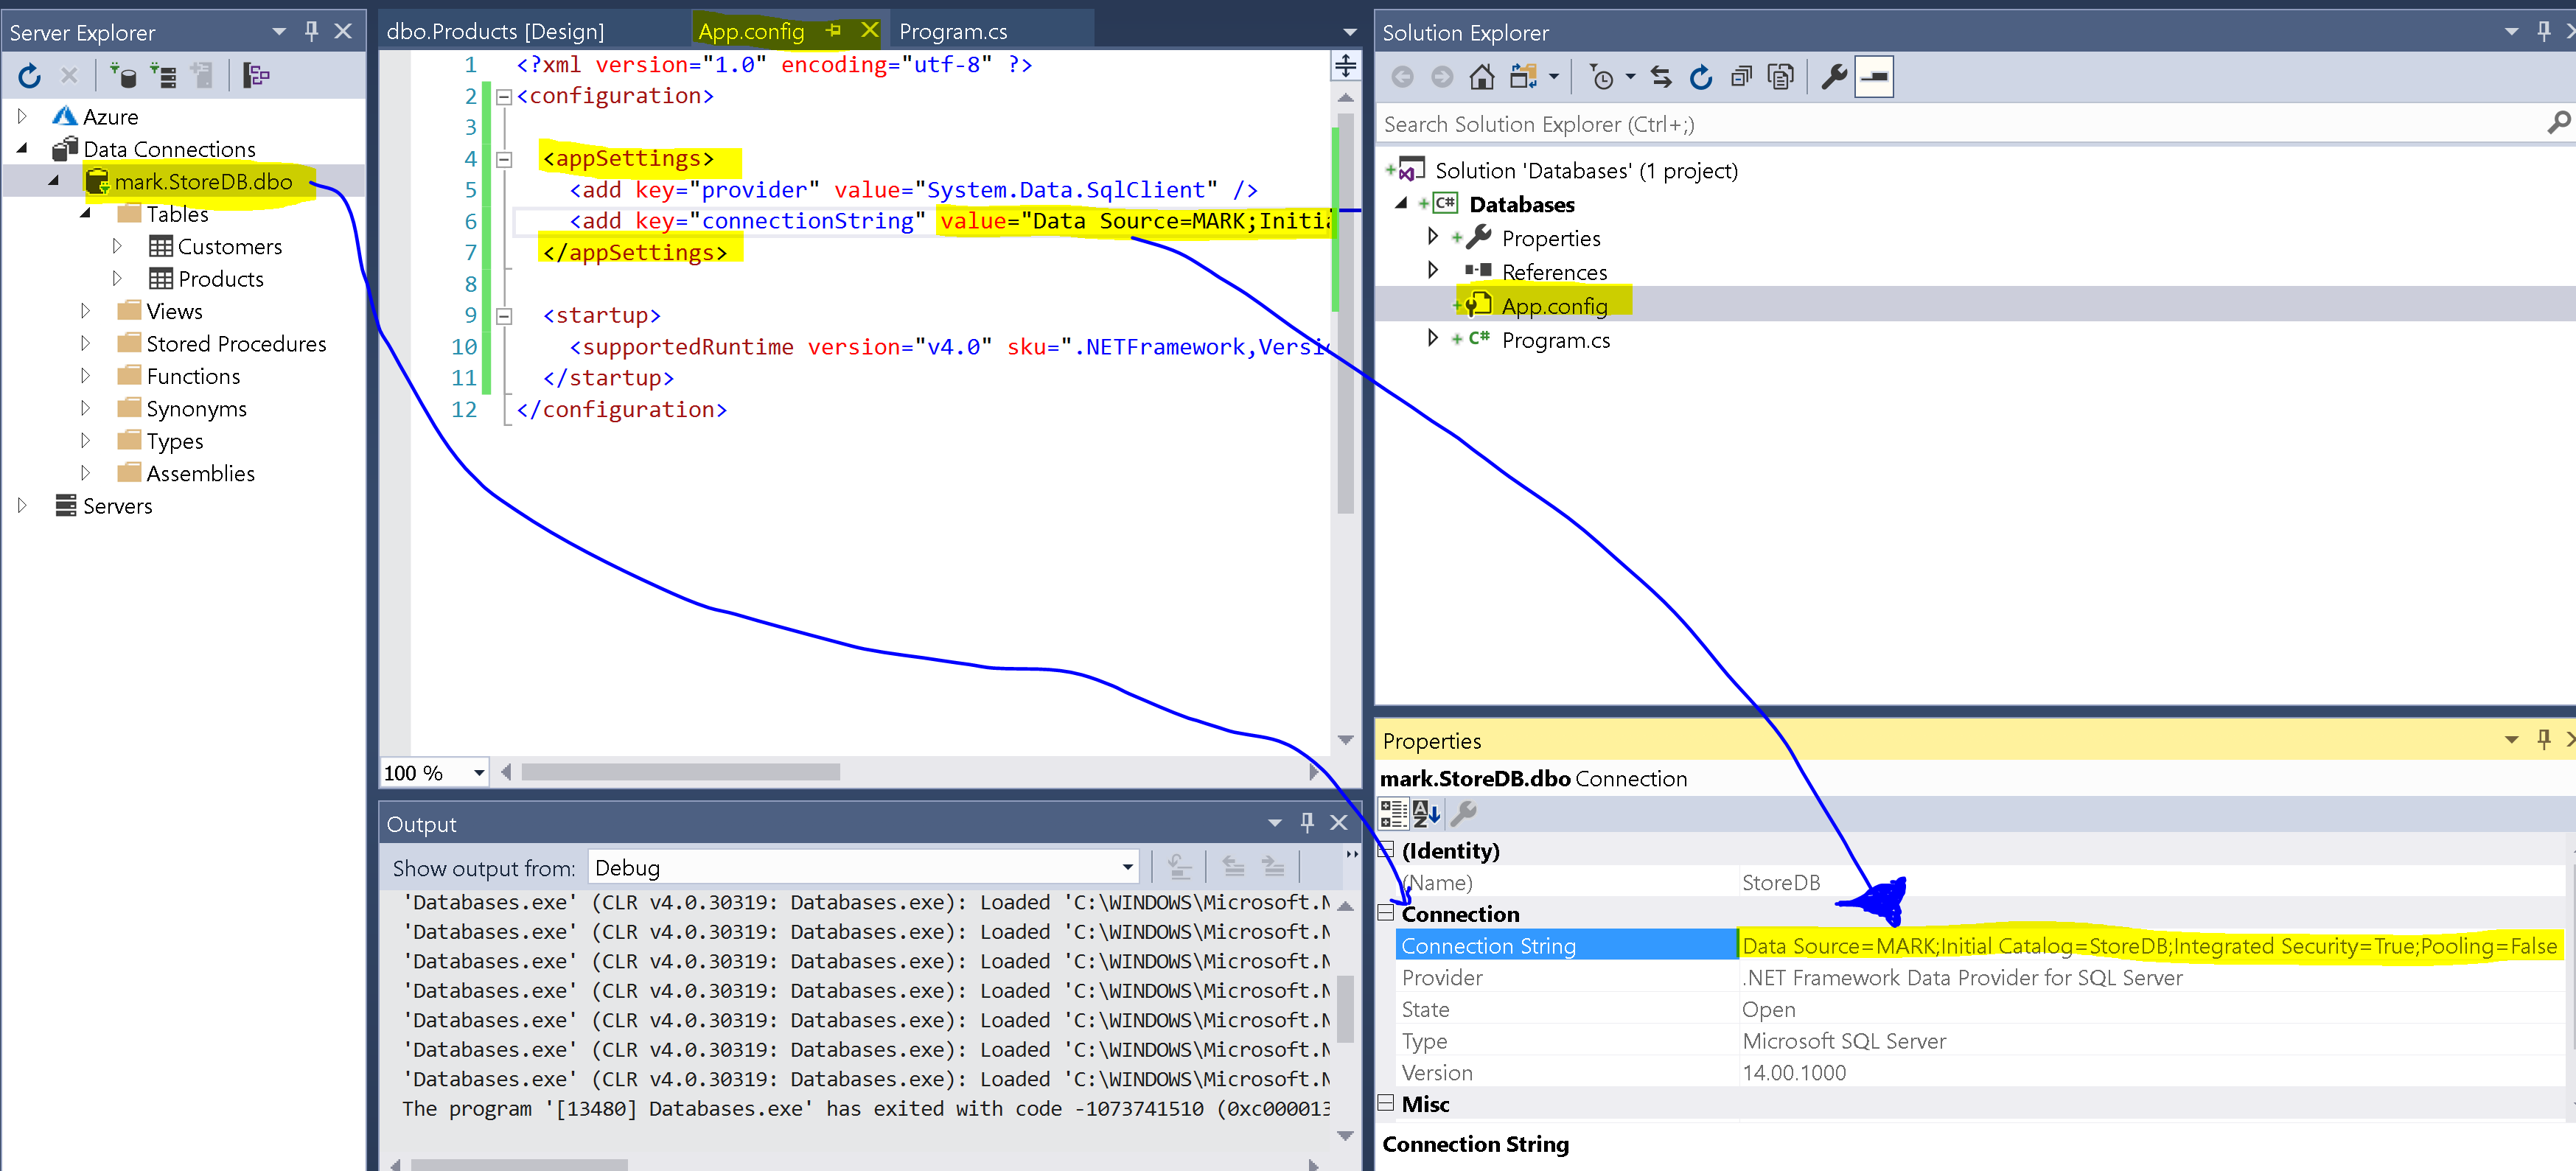 Server Explorer
Azure
Data Connections
mark.StoreDB.dbo
Tables
Customers
Products
Views
Stored Procedures
Functions
Synonyms
Types
Assemblies
Servers
dbo.Products [Design]
App.config
Program.cs
1 <?xml version="1.0" encoding="utf-8" ?>
2 <configuration>
3
4 <appSettings>
5 <add key="provider" value="System.Data.SqlClient" />
6 <add key="connectionString" value="Data Source=MARK;Initia
7 </appSettings>
8
9 <startup>
10 <supportedRuntime version="v4.0" sku=".NETFramework,Versi
11 </startup>
12 </configuration>
100 %
Output
Show output from: Debug
'Databases.exe' (CLR v4.0.30319: Databases.exe): Loaded 'C:\WINDOWS\Microsoft.N
'Databases.exe' (CLR v4.0.30319: Databases.exe): Loaded 'C:\WINDOWS\Microsoft.N
'Databases.exe' (CLR v4.0.30319: Databases.exe): Loaded 'C:\WINDOWS\Microsoft.N
'Databases.exe' (CLR v4.0.30319: Databases.exe): Loaded 'C:\WINDOWS\Microsoft.N
'Databases.exe' (CLR v4.0.30319: Databases.exe): Loaded 'C:\WINDOWS\Microsoft.N
'Databases.exe' (CLR v4.0.30319: Databases.exe): Loaded 'C:\WINDOWS\Microsoft.N
'Databases.exe' (CLR v4.0.30319: Databases.exe): Loaded 'C:\WINDOWS\Microsoft.N
The program '[13480] Databases.exe' has exited with code -1073741510 (0xc000013
Solution Explorer
Search Solution Explorer (Ctrl+;)
Solution 'Databases' (1 project)
C# Databases
Properties
References
App.config
C# Program.cs
Properties
mark.StoreDB.dbo Connection
(Identity)
(Name) StoreDB
Connection
Connection String Data Source=MARK;Initial Catalog=StoreDB;Integrated Security=True;Pooling=False
Provider .NET Framework Data Provider for SQL Server
State Open
Type Microsoft SQL Server
Version 14.00.1000
Misc
Connection String